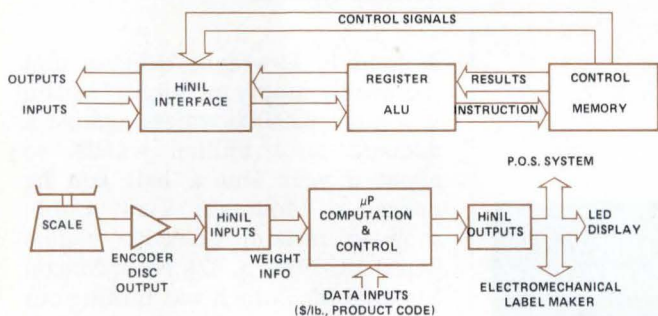 CONTROL SIGNALS
OUTPUTS
INPUTS
HiNIL
INTERFACE
REGISTER
ALU
RESULTS
INSTRUCTION
CONTROL
MEMORY
SCALE
ENCODER
DISC
OUTPUT
HiNIL
INPUTS
WEIGHT
INFO
μP
COMPUTATION
&
CONTROL
DATA INPUTS
($/lb., PRODUCT CODE)
HiNIL
OUTPUTS
P.O.S. SYSTEM
LED
DISPLAY
ELECTROMECHANICAL
LABEL MAKER